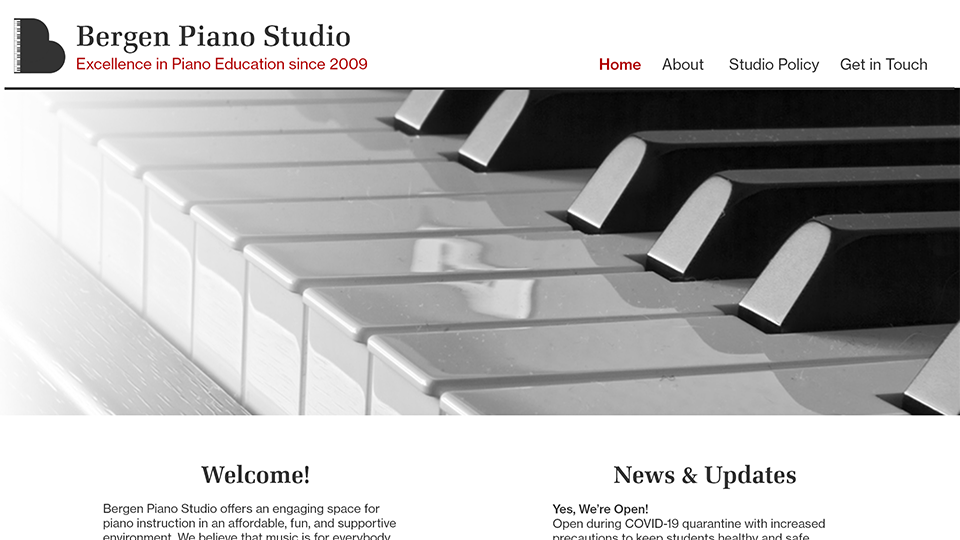 Bergen Piano Studio
Excellence in Piano Education since 2009
Home About Studio Policy Get in Touch
Welcome!
Bergen Piano Studio offers an engaging space for
piano instruction in an affordable, fun, and supportive
environment. We believe that music is for everybody
News & Updates
Yes, We're Open!
Open during COVID-19 quarantine with increased
precautions to keep students healthy and safe